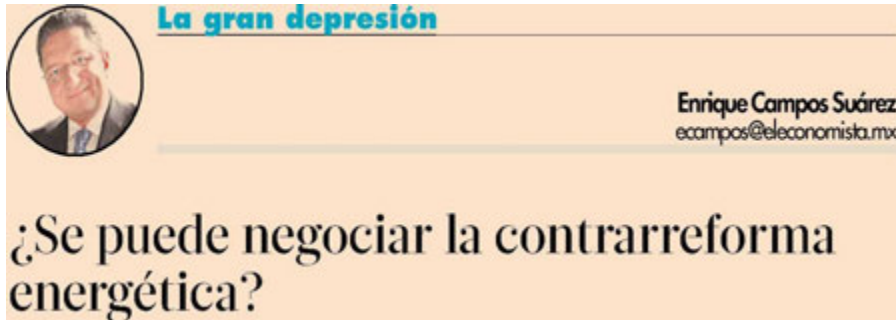 La gran depresión
Enrique Campos Suárez
ecampos@eleconomista.mx
¿Se puede negociar la contrarreforma
energética?